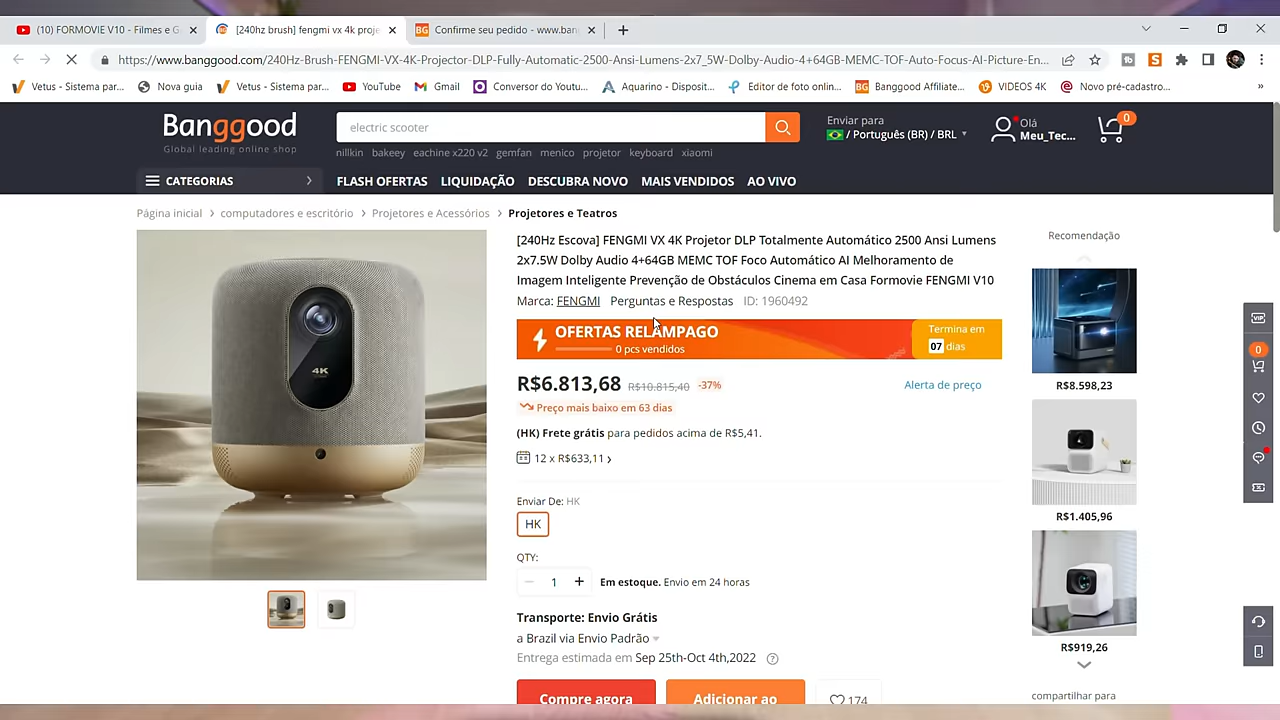 (10) FORMOVIE V10 - Filmes e G
[240hz brush] fengmi vx 4k proje
BG Confirme seu pedido - www.ban
https://www.banggood.com/240Hz-Brush-FENGMI-VX-4K-Projetor-DLP-Fully-Automatic-2500-Ansi-Lumens-2x7_5W-Dolby-Audio-4+64GB-MEMC-TOF-Auto-Focus-AI-Picture-En...
Vetus - Sistema par...
Nova guia
Vetus - Sistema par...
YouTube
Gmail
Conversor do Youtu...
Aquarino - Disposit...
Editor de foto onlin...
BG Banggood Affiliate...
VIDEOS 4K
Novo pré-cadastro...
»
Banggood
Global leading online shop
electric scooter
nillkin bakeey eachine x220 v2 gemfan menico projetor keyboard xiaomi
Enviar para
/ Português (BR) / BRL
Olá
Meu_Tec...
0
CATEGORIAS
FLASH OFERTAS LIQUIDAÇÃO DESCUBRA NOVO MAIS VENDIDOS AO VIVO
Página inicial > computadores e escritório > Projetores e Acessórios > Projetores e Teatros
4K
[240Hz Escova] FENGMI VX 4K Projetor DLP Totalmente Automático 2500 Ansi Lumens
2x7.5W Dolby Audio 4+64GB MEMC TOF Foco Automático AI Melhoramento de
Imagem Inteligente Prevenção de Obstáculos Cinema em Casa Formovie FENGMI V10
Marca: FENGMI Perguntas e Respostas ID: 1960492
OFERTAS RELÂMPAGO
0 pcs vendidos
Termina em
07 dias
R$6.813,68 R$10.815,40 -37%
Alerta de preço
Preço mais baixo em 63 dias
(HK) Frete grátis para pedidos acima de R$5,41.
12 x R$633,11 >
Enviar De: HK
HK
QTY:
− 1 + Em estoque. Envio em 24 horas
Transporte: Envio Grátis
a Brazil via Envio Padrão
Entrega estimada em Sep 25th-Oct 4th,2022 ?
Compre agora
Adicionar ao
174
Recomendação
R$8.598,23
R$1.405,96
R$919,26
compartilhar para
VIP
0